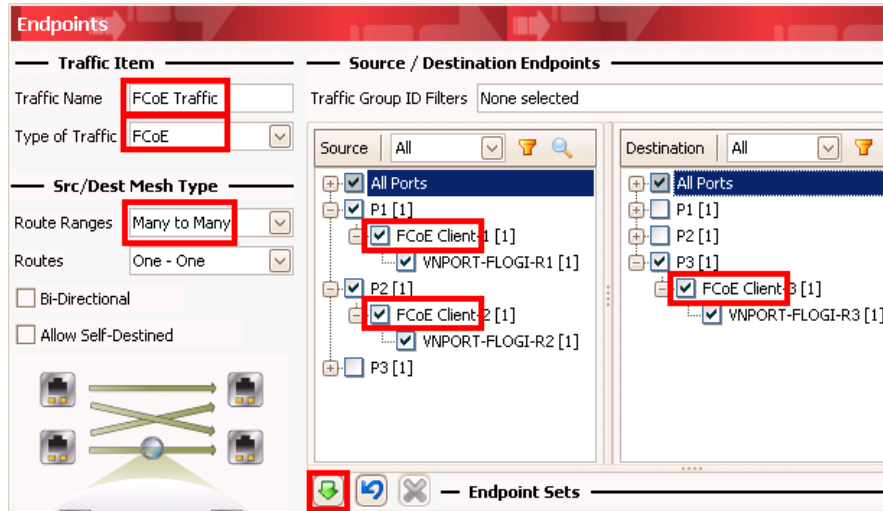 Endpoints
Traffic Item
Traffic Name FCoE Traffic
Type of Traffic FCoE
Src/Dest Mesh Type
Route Ranges Many to Many
Routes One - One
Bi-Directional
Allow Self-Destined
Source / Destination Endpoints
Traffic Group ID Filters None selected
Source All
All Ports
P1 [1]
FCoE Client-1 [1]
VNPORT-FLOGI-R1 [1]
P2 [1]
FCoE Client-2 [1]
VNPORT-FLOGI-R2 [1]
P3 [1]
Destination All
All Ports
P1 [1]
P2 [1]
P3 [1]
FCoE Client-3 [1]
VNPORT-FLOGI-R3 [1]
Endpoint Sets